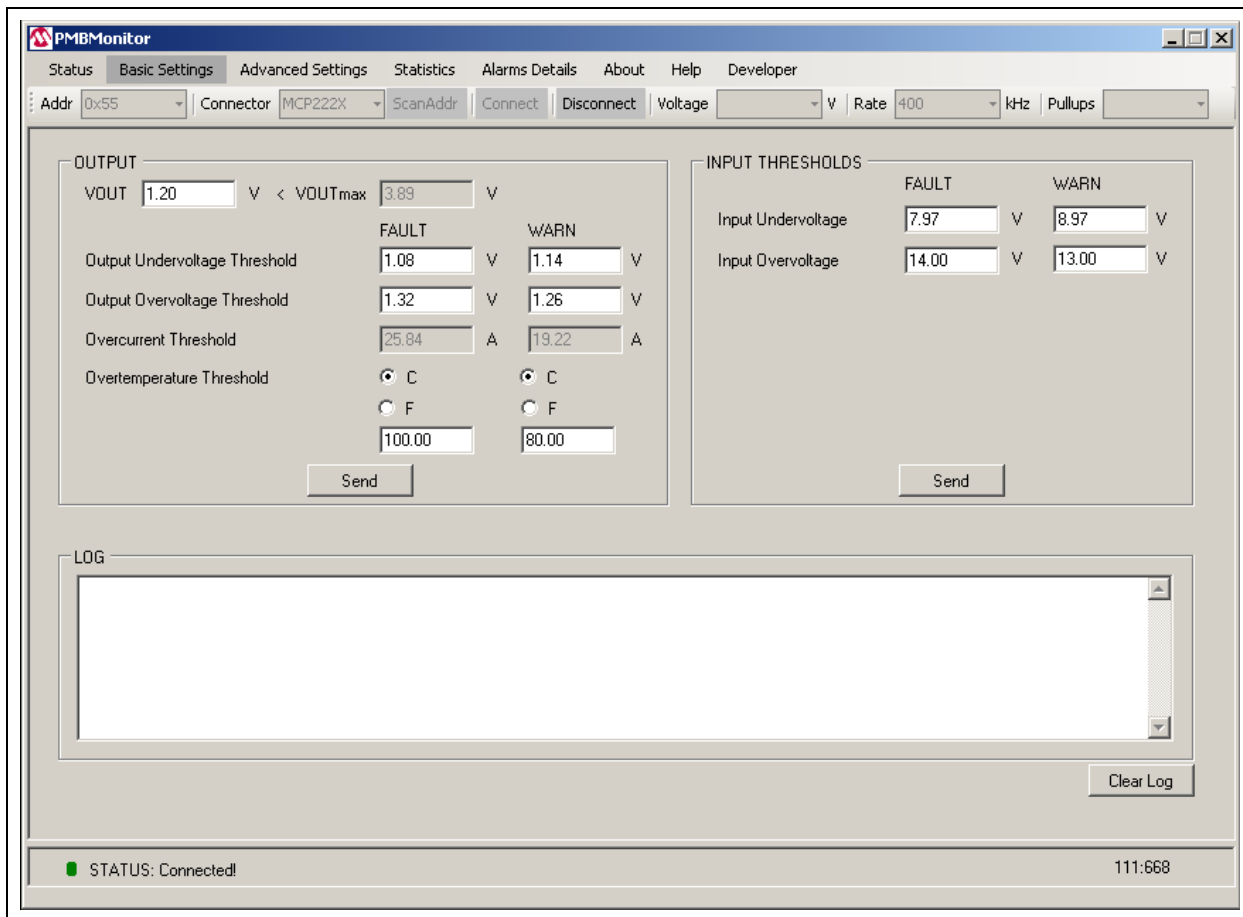 PMBMonitor
Status Basic Settings Advanced Settings Statistics Alarms Details About Help Developer
Addr 0x55 Connector MCP222X ScanAddr Connect Disconnect Voltage V Rate 400 kHz Pullups
OUTPUT
VOUT 1.20 V < VOUTmax 3.89 V
FAULT WARN
Output Undervoltage Threshold 1.08 V 1.14 V
Output Overvoltage Threshold 1.32 V 1.26 V
Overcurrent Threshold 25.84 A 19.22 A
Overtemperature Threshold C C
F F
100.00 80.00
Send
INPUT THRESHOLDS
FAULT WARN
Input Undervoltage 7.97 V 8.97 V
Input Overvoltage 14.00 V 13.00 V
Send
LOG
Clear Log
STATUS: Connected! 111:668